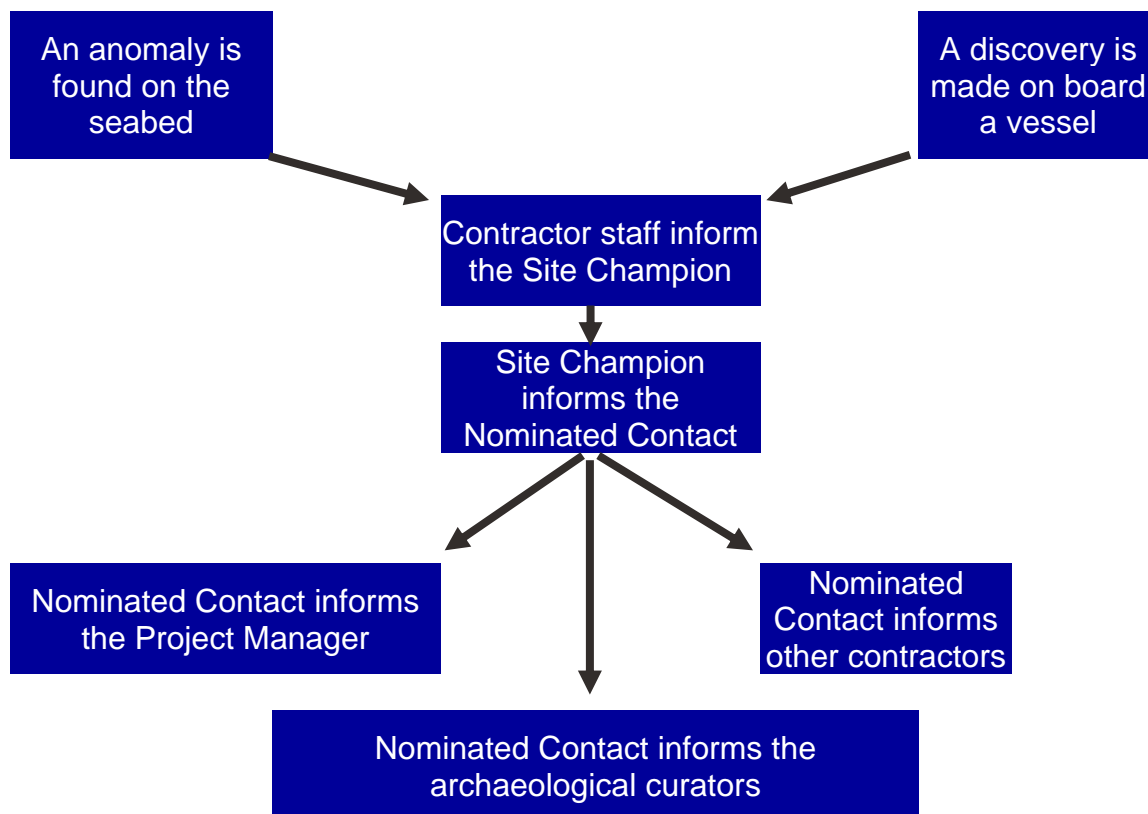 An anomaly is
found on the
seabed
A discovery is
made on board
a vessel
Contractor staff inform
the Site Champion
Site Champion
informs the
Nominated Contact
Nominated Contact informs
the Project Manager
Nominated
Contact informs
other contractors
Nominated Contact informs the
archaeological curators